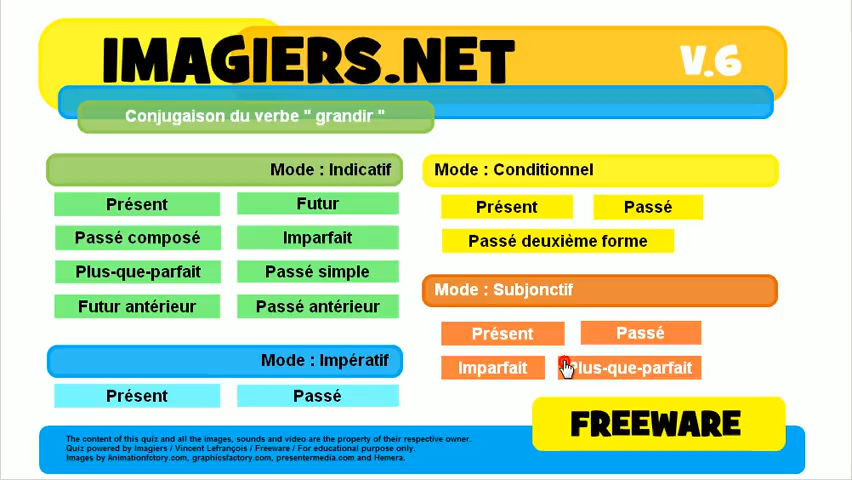 IMAGIERS.NET
V.6
Conjugaison du verbe " grandir "
Mode : Indicatif
Présent
Futur
Passé composé
Imparfait
Plus-que-parfait
Passé simple
Futur antérieur
Passé antérieur
Mode : Impératif
Présent
Passé
Mode : Conditionnel
Présent
Passé
Passé deuxième forme
Mode : Subjonctif
Présent
Passé
Imparfait
Plus-que-parfait
FREEWARE
The content of this quiz and all the images, sounds and video are the property of their respective owner.
Quiz powered by Imagiers / Vincent Lefrançois / Freeware / For educational purpose only.
Images by Animationfctory.com, graphicsfactory.com, presentermedia.com and Hemera.